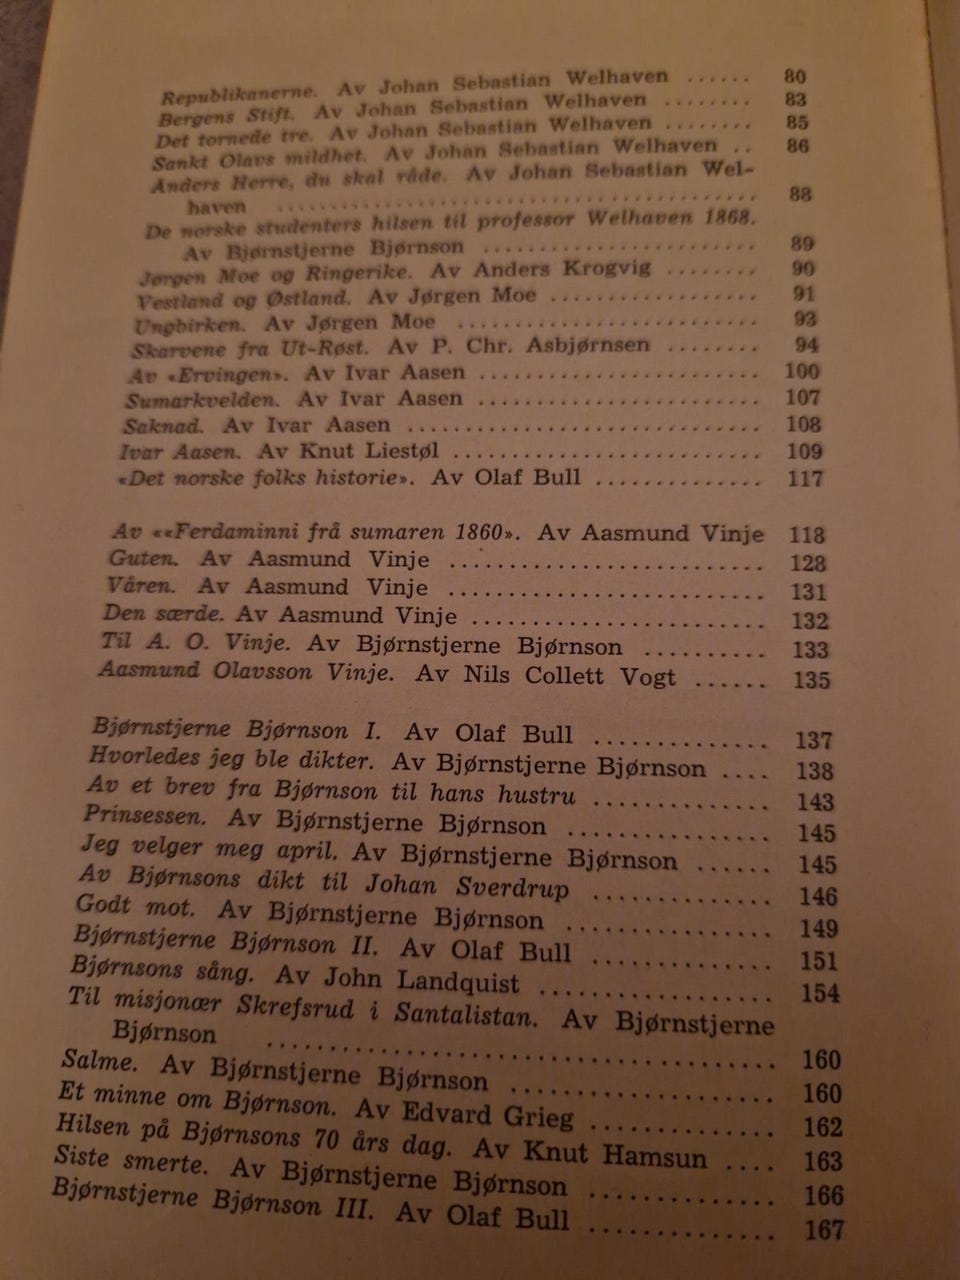 Republikanerne. Av Johan Sebastian Welhaven ...... 80
Bergens Stift. Av Johan Sebastian Welhaven ........ 83
Det tornede tre. Av Johan Sebastian Welhaven ........ 85
Sankt Olavs mildhet. Av Johan Sebastian Welhaven .. 86
Anders Herre, du skal råde. Av Johan Sebastian Wel-
haven ........................................ 88
De norske studenters hilsen til professor Welhaven 1868.
Av Bjørnstjerne Bjørnson ........................ 89
Jørgen Moe og Ringerike. Av Anders Krogvig ........ 90
Vestland og Østland. Av Jørgen Moe .................. 91
Ungbirken. Av Jørgen Moe .......................... 93
Skarvene fra Ut-Røst. Av P. Chr. Asbjørnsen ........ 94
Av «Ervingen». Av Ivar Aasen ........................ 100
Sumarkvelden. Av Ivar Aasen ........................ 107
Saknad. Av Ivar Aasen .............................. 108
Ivar Aasen. Av Knut Liestøl .......................... 109
«Det norske folks historie». Av Olaf Bull .............. 117
Av ««Ferdaminni frå sumaren 1860». Av Aasmund Vinje 118
Guten. Av Aasmund Vinje .......................... 128
Våren. Av Aasmund Vinje .......................... 131
Den særde. Av Aasmund Vinje ........................ 132
Til A. O. Vinje. Av Bjørnstjerne Bjørnson .......... 133
Aasmund Olavsson Vinje. Av Nils Collett Vogt ...... 135
Bjørnstjerne Bjørnson I. Av Olaf Bull .............. 137
Hvorledes jeg ble dikter. Av Bjørnstjerne Bjørnson .... 138
Av et brev fra Bjørnson til hans hustru .............. 143
Prinsessen. Av Bjørnstjerne Bjørnson ................ 145
Jeg velger meg april. Av Bjørnstjerne Bjørnson ...... 145
Av Bjørnsons dikt til Johan Sverdrup .............. 146
Godt mot. Av Bjørnstjerne Bjørnson ................ 149
Bjørnstjerne Bjørnson II. Av Olaf Bull .............. 151
Bjørnsons sång. Av John Landquist .................. 154
Til misjonær Skrefsrud i Santalistan. Av Bjørnstjerne
Bjørnson .......................................... 160
Salme. Av Bjørnstjerne Bjørnson .................... 160
Et minne om Bjørnson. Av Edvard Grieg .............. 162
Hilsen på Bjørnsons 70 års dag. Av Knut Hamsun .... 163
Siste smerte. Av Bjørnstjerne Bjørnson .............. 166
Bjørnstjerne Bjørnson III. Av Olaf Bull .............. 167